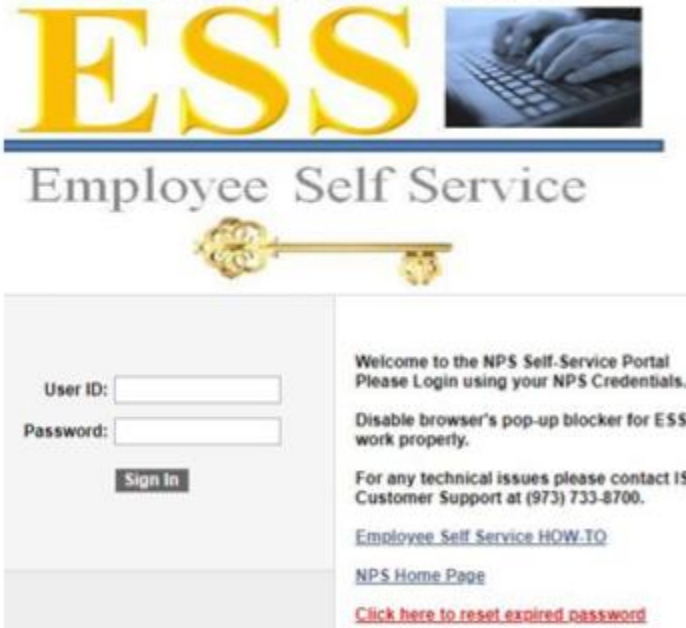 ESS
Employee Self Service
User ID:
Password:
Sign In
Welcome to the NPS Self-Service Portal
Please Login using your NPS Credentials.
Disable browser's pop-up blocker for ESS
work properly.
For any technical issues please contact IS
Customer Support at (973) 733-8700.
Employee Self Service HOW-TO
NPS Home Page
Click here to reset expired password